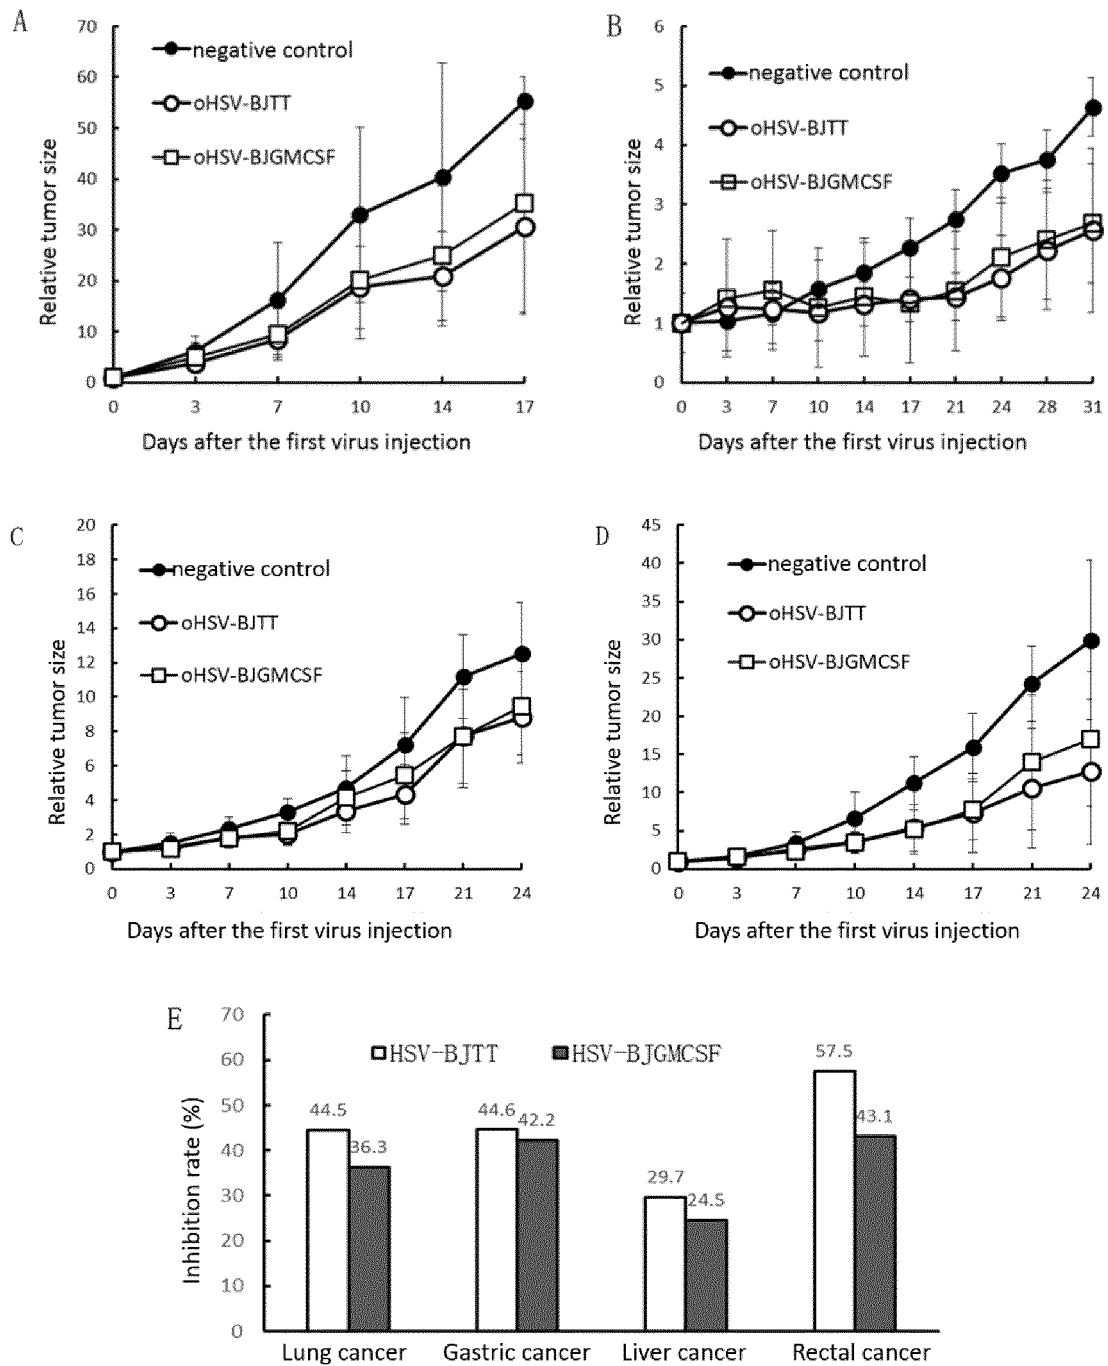 A
70
60
50
40
30
20
10
0
Relative tumor size
negative control
oHSV-BJTT
oHSV-BJGMCSF
0 3 7 10 14 17
Days after the first virus injection
B
6
5
4
3
2
1
0
Relative tumor size
negative control
oHSV-BJTT
oHSV-BJGMCSF
0 3 7 10 14 17 21 24 28 31
Days after the first virus injection
C
20
18
16
14
12
10
8
6
4
2
0
Relative tumor size
negative control
oHSV-BJTT
oHSV-BJGMCSF
0 3 7 10 14 17 21 24
Days after the first virus injection
D
45
40
35
30
25
20
15
10
5
0
Relative tumor size
negative control
oHSV-BJTT
oHSV-BJGMCSF
0 3 7 10 14 17 21 24
Days after the first virus injection
E
70
60
50
40
30
20
10
0
Inhibition rate (%)
HSV-BJTT HSV-BJGMCSF
44.5 36.3 44.6 42.2 29.7 24.5 57.5 43.1
Lung cancer Gastric cancer Liver cancer Rectal cancer